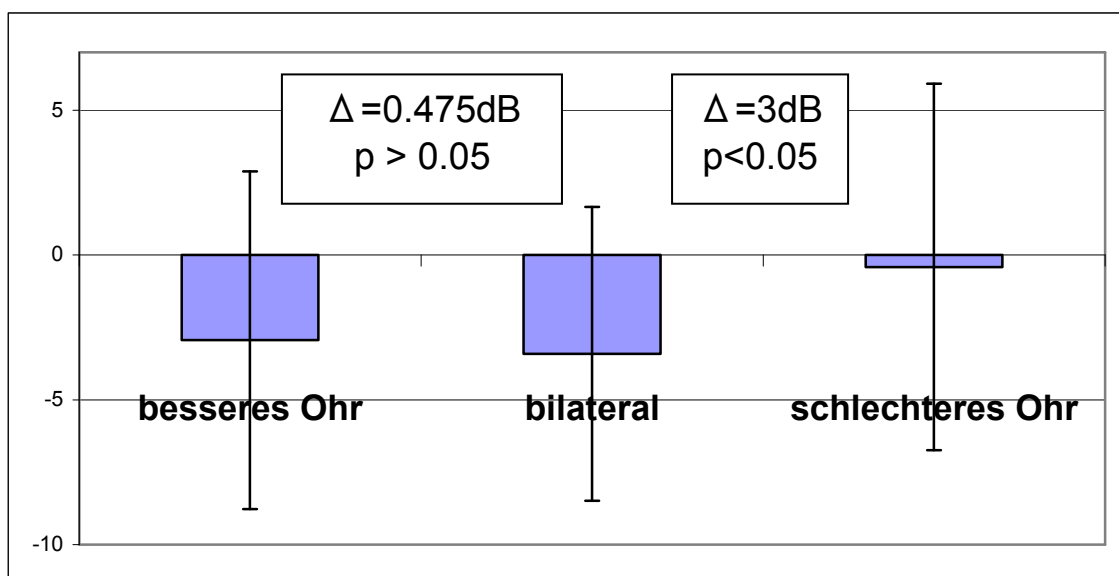 5
Δ=0.475dB
p > 0.05
Δ=3dB
p<0.05
0
-5
besseres Ohr
bilateral
schlechteres Ohr
-10